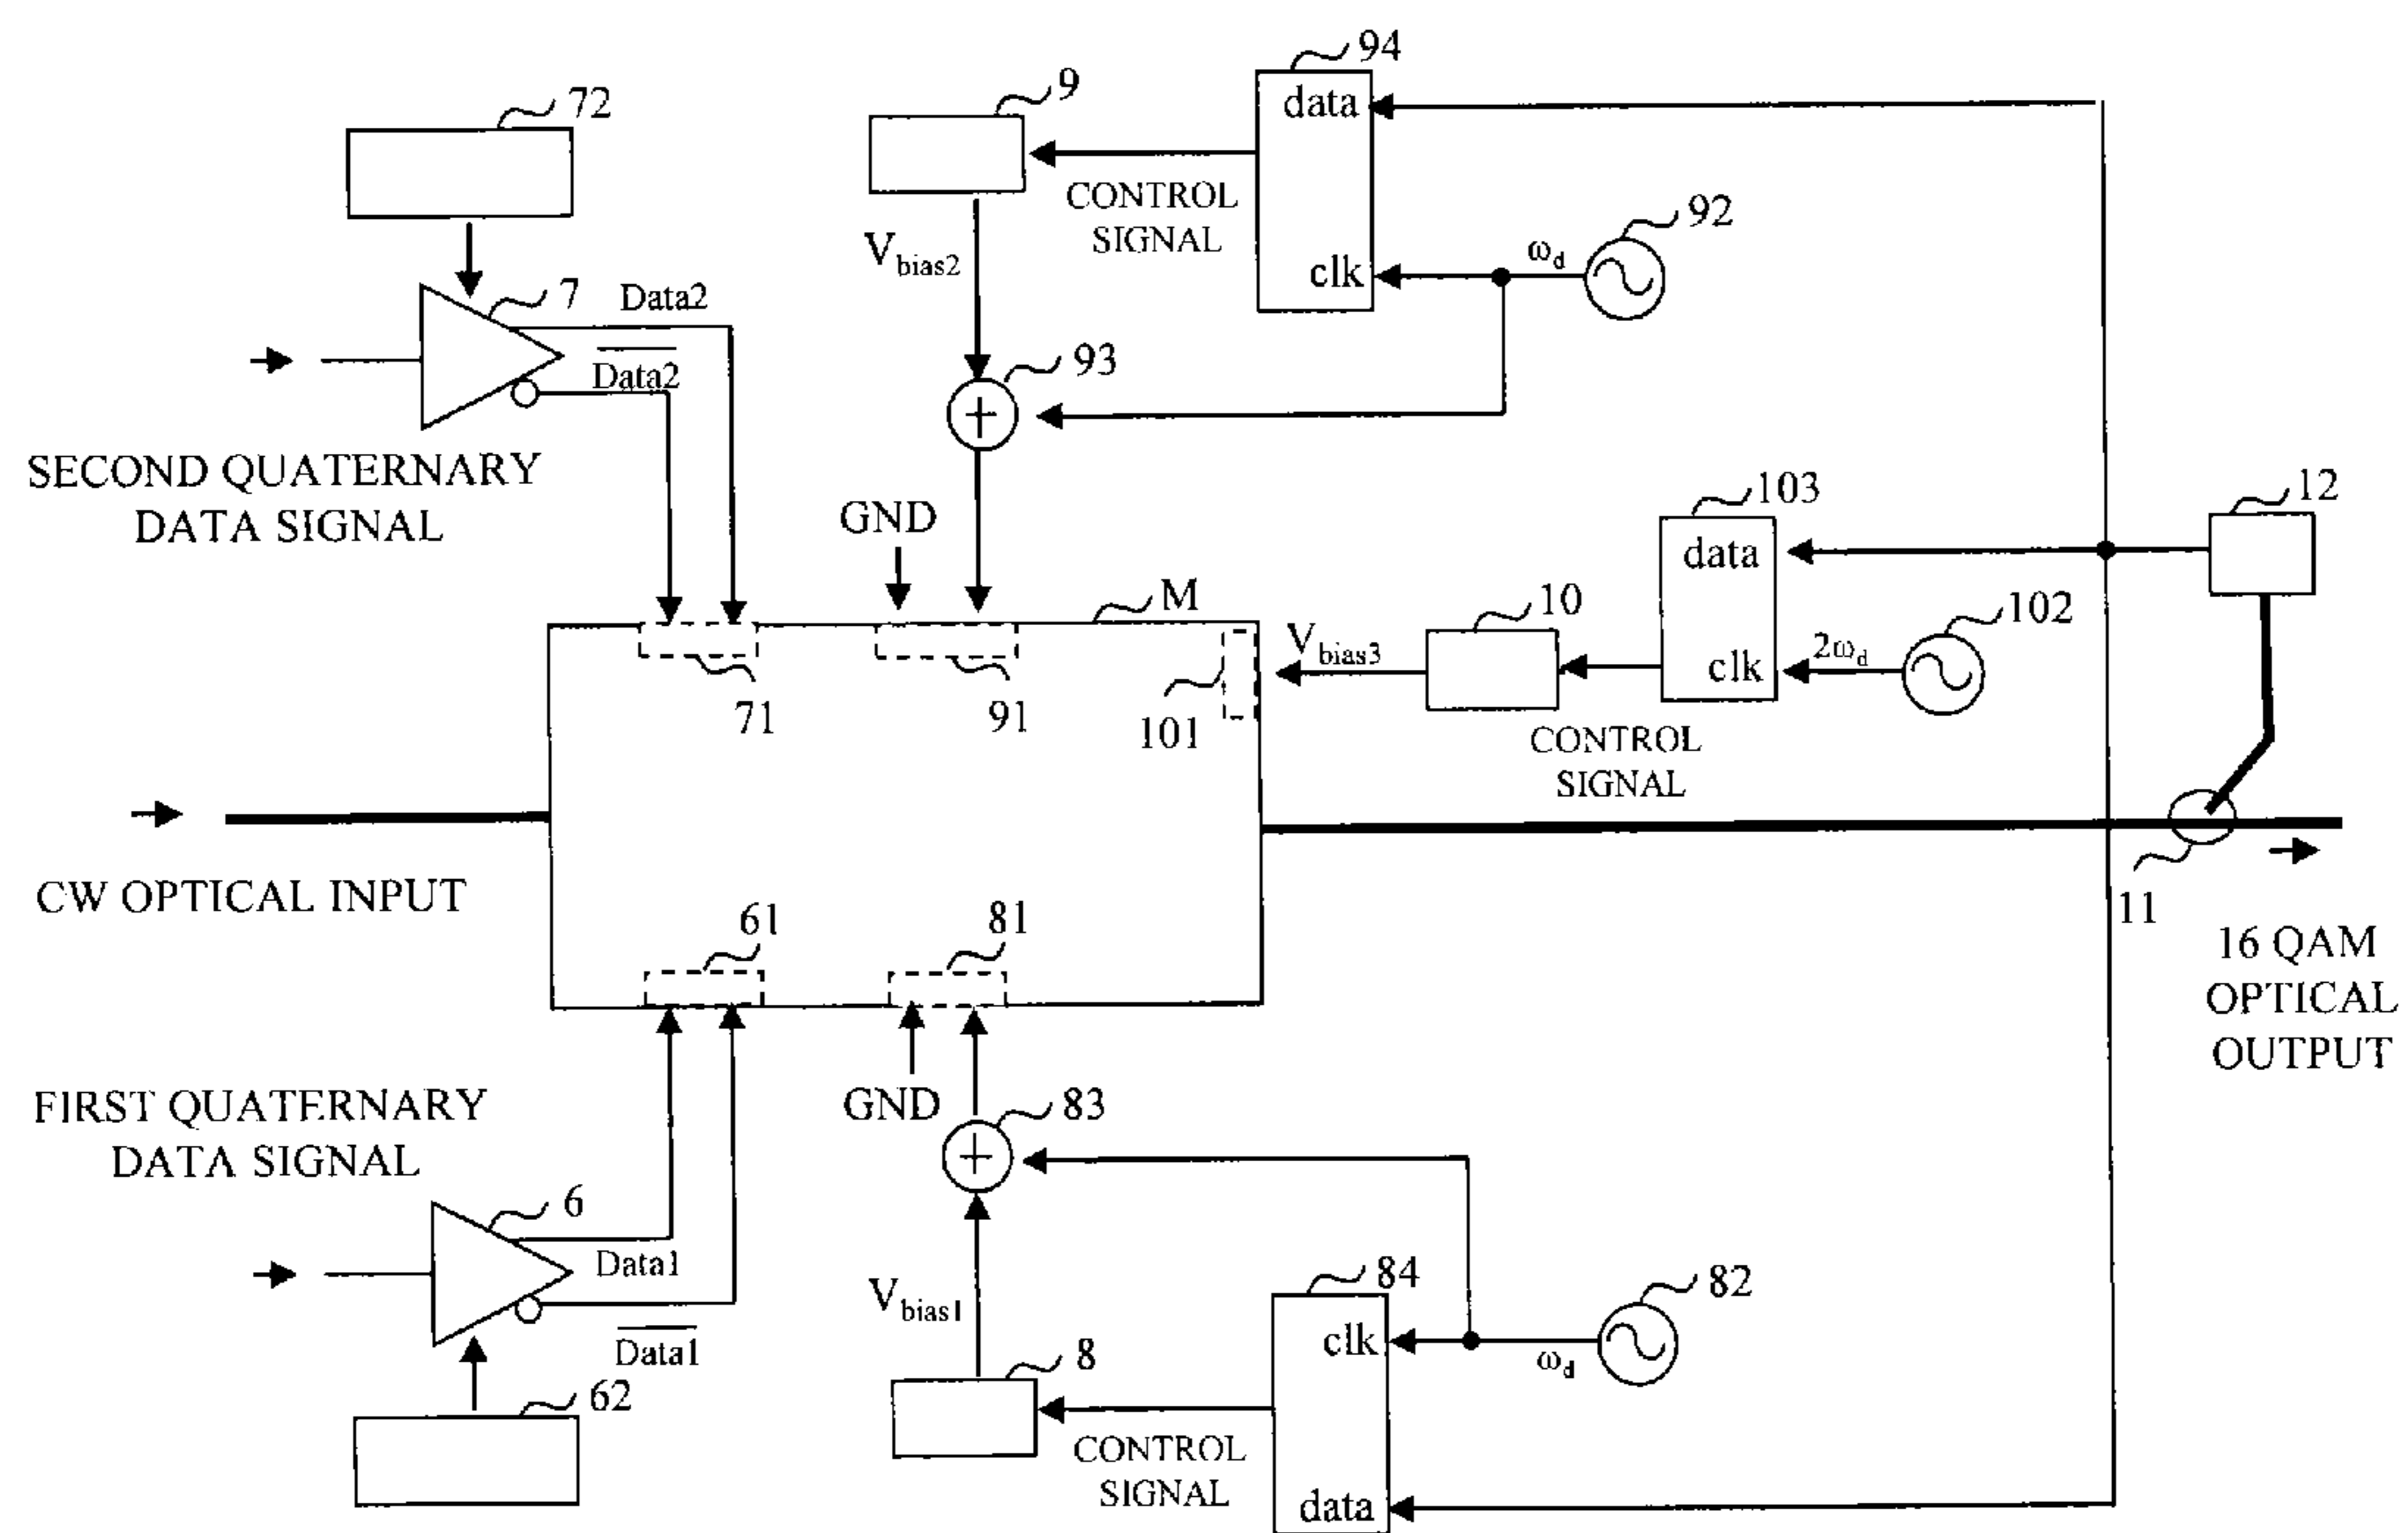 94
9
data
72
CONTROL
SIGNAL
92
V bias2
ωd
clk
7
Data2
93
Data2
+
SECOND QUATERNARY
DATA SIGNAL
GND
103
12
data
M
10
102
V bias3
2ωd
clk
71
91
101
CONTROL
SIGNAL
CW OPTICAL INPUT
61
81
11
16 QAM
OPTICAL
OUTPUT
FIRST QUATERNARY
DATA SIGNAL
GND
83
+
6
Data1
84
82
V bias1
clk
ωd
Data1
8
62
CONTROL
SIGNAL
data